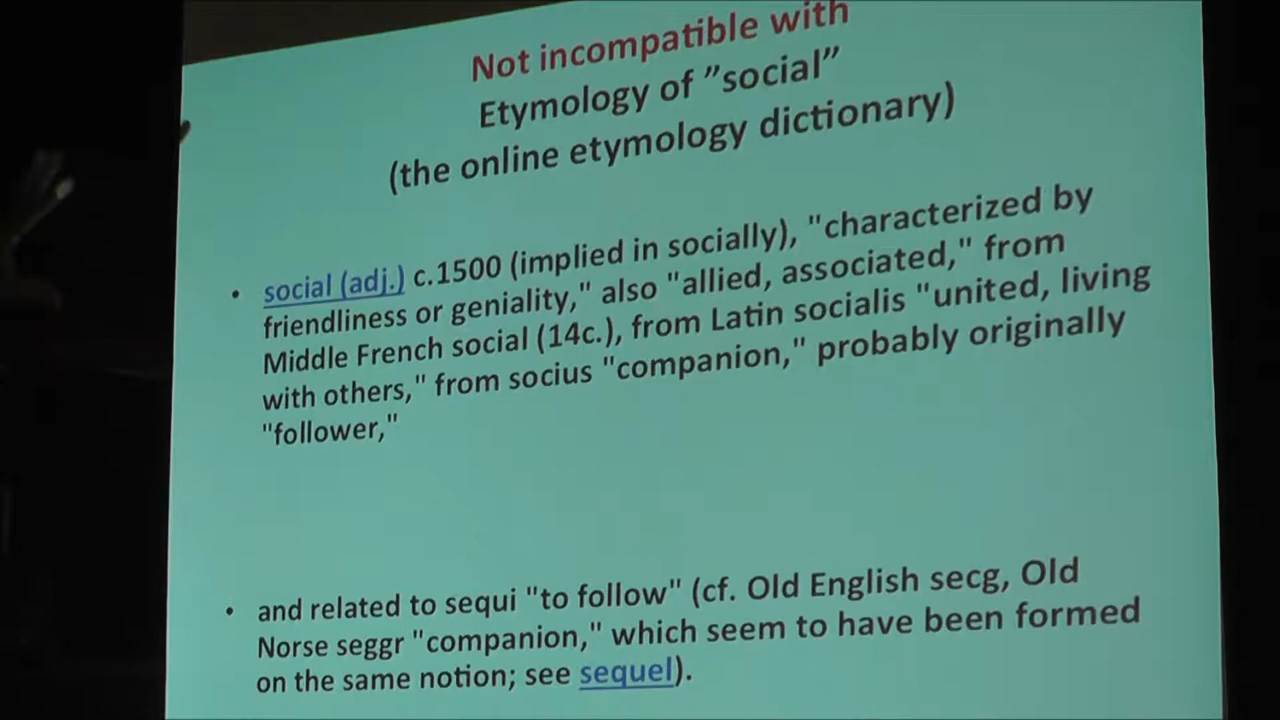 Not incompatible with
Etymology of ”social”
(the online etymology dictionary)
• social (adj.) c.1500 (implied in socially), "characterized by
friendliness or geniality," also "allied, associated," from
Middle French social (14c.), from Latin socialis "united, living
with others," from socius "companion," probably originally
"follower,"
• and related to sequi "to follow" (cf. Old English secg, Old
Norse seggr "companion," which seem to have been formed
on the same notion; see sequel).